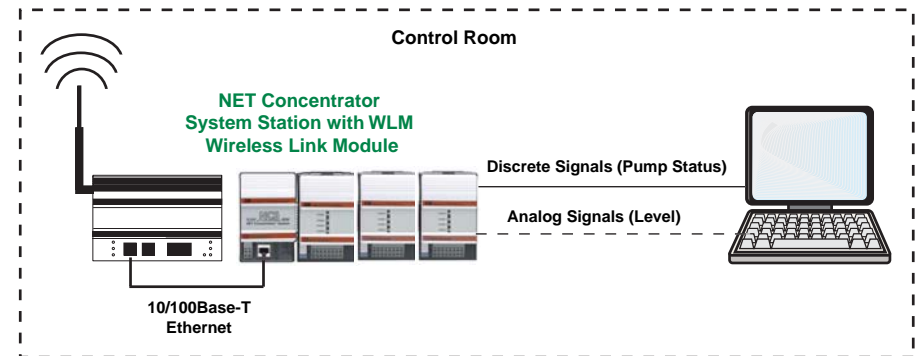 Control Room
NET Concentrator
System Station with WLM
Wireless Link Module
Discrete Signals (Pump Status)
Analog Signals (Level)
NCS
10/100Base-T
Ethernet